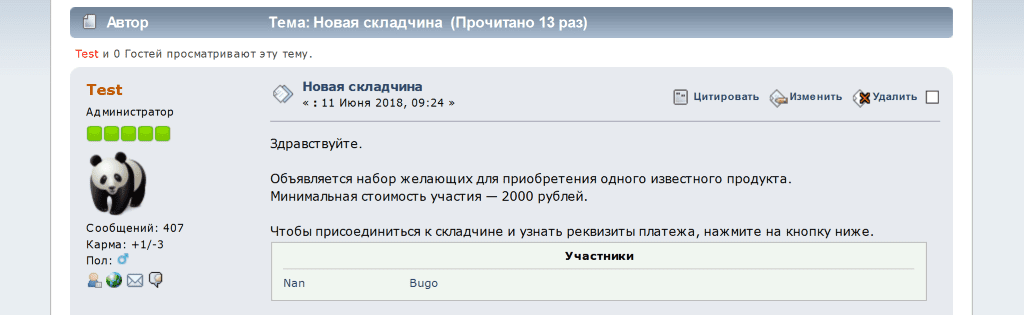 Автор Тема: Новая складчина (Прочитано 13 раз)
Test и 0 Гостей просматривают эту тему.
Test
Администратор
Сообщений: 407
Карма: +1/-3
Пол:
Новая складчина
« : 11 Июня 2018, 09:24 »
Цитировать Изменить Удалить
Здравствуйте.
Объявляется набор желающих для приобретения одного известного продукта.
Минимальная стоимость участия — 2000 рублей.
Чтобы присоединиться к складчине и узнать реквизиты платежа, нажмите на кнопку ниже.
Участники
Nan Bugo